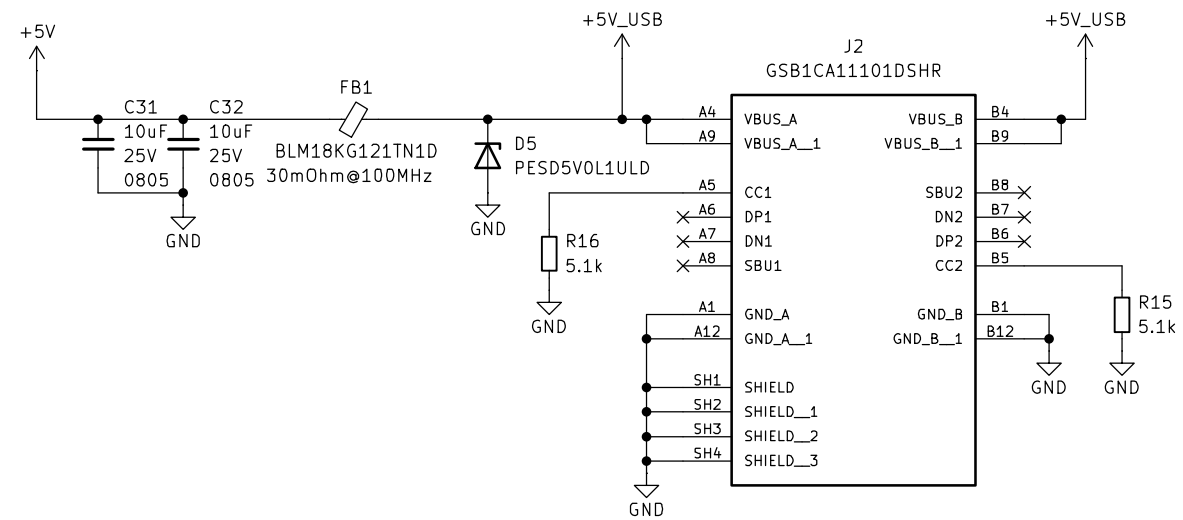 +5V
+5V_USB
+5V_USB
J2
GSB1CA11101DSHR
C31
10uF
25V
0805
C32
10uF
25V
0805
GND
FB1
BLM18KG121TN1D
30mOhm@100MHz
D5
PESD5V0L1ULD
GND
R16
5.1k
GND
A4 VBUS_A
A9 VBUS_A__1
A5 CC1
A6 DP1
A7 DN1
A8 SBU1
A1 GND_A
A12 GND_A__1
SH1 SHIELD
SH2 SHIELD__1
SH3 SHIELD__2
SH4 SHIELD__3
GND
VBUS_B B4
VBUS_B__1 B9
SBU2 B8
DN2 B7
DP2 B6
CC2 B5
GND_B B1
GND_B__1 B12
GND
R15
5.1k
GND